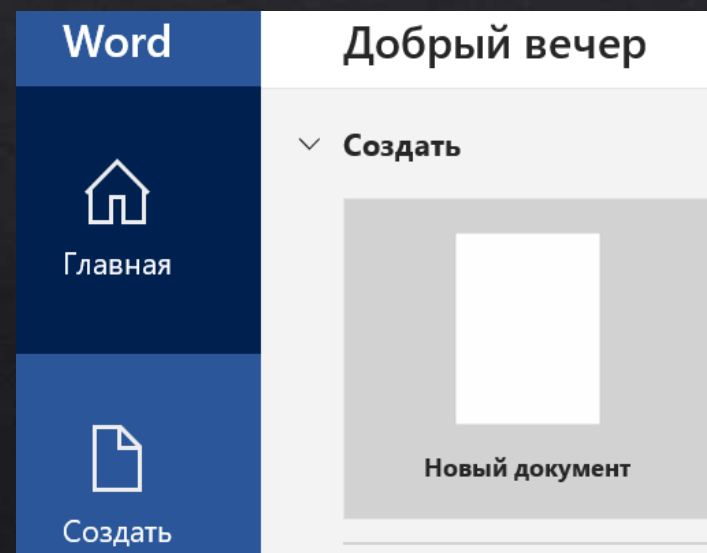 Word
Добрый вечер
Создать
Главная
Новый документ
Создать